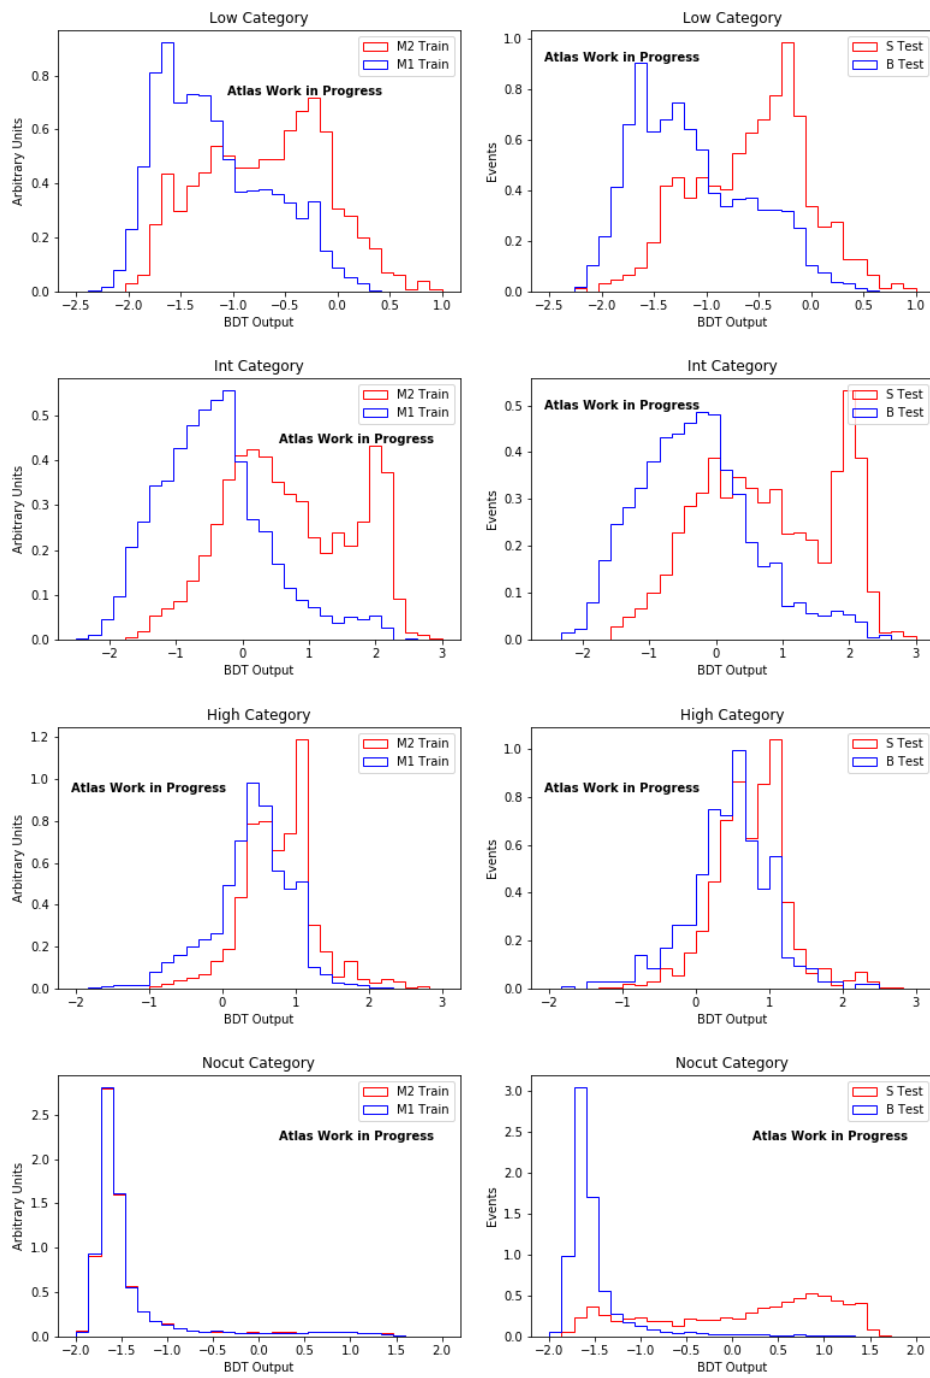 Low Category
M2 Train
M1 Train
Atlas Work in Progress
Arbitrary Units
0.0 0.2 0.4 0.6 0.8
−2.5 −2.0 −1.5 −1.0 −0.5 0.0 0.5 1.0
BDT Output
Low Category
S Test
B Test
Atlas Work in Progress
Events
0.0 0.2 0.4 0.6 0.8 1.0
−2.5 −2.0 −1.5 −1.0 −0.5 0.0 0.5 1.0
BDT Output
Int Category
M2 Train
M1 Train
Atlas Work in Progress
Arbitrary Units
0.0 0.1 0.2 0.3 0.4 0.5
−2 −1 0 1 2 3
BDT Output
Int Category
S Test
B Test
Atlas Work in Progress
Events
0.0 0.1 0.2 0.3 0.4 0.5
−2 −1 0 1 2 3
BDT Output
High Category
M2 Train
M1 Train
Atlas Work in Progress
Arbitrary Units
0.0 0.2 0.4 0.6 0.8 1.0 1.2
−2 −1 0 1 2 3
BDT Output
High Category
S Test
B Test
Atlas Work in Progress
Events
0.0 0.2 0.4 0.6 0.8 1.0
−2 −1 0 1 2 3
BDT Output
Nocut Category
M2 Train
M1 Train
Atlas Work in Progress
Arbitrary Units
0.0 0.5 1.0 1.5 2.0 2.5
−2.0 −1.5 −1.0 −0.5 0.0 0.5 1.0 1.5 2.0
BDT Output
Nocut Category
S Test
B Test
Atlas Work in Progress
Events
0.0 0.5 1.0 1.5 2.0 2.5 3.0
−2.0 −1.5 −1.0 −0.5 0.0 0.5 1.0 1.5 2.0
BDT Output